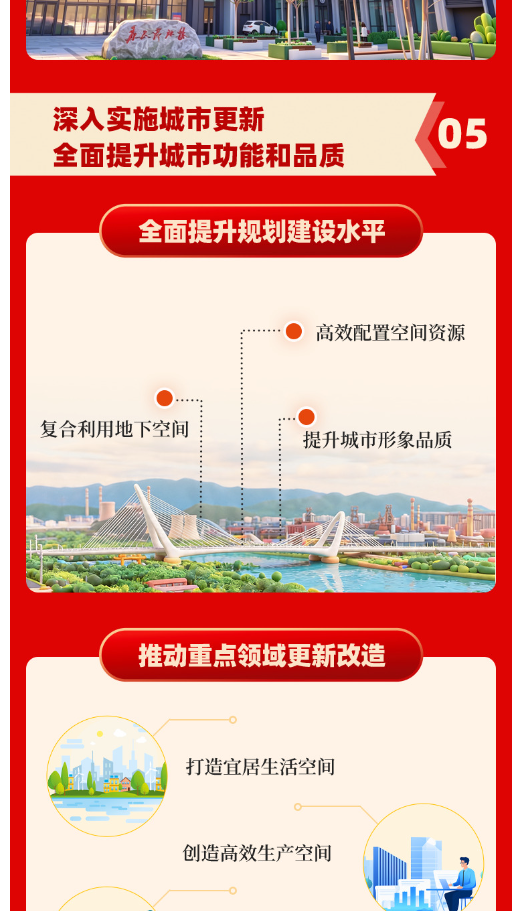 深入实施城市更新
全面提升城市功能和品质
05
全面提升规划建设水平
高效配置空间资源
复合利用地下空间
提升城市形象品质
推动重点领域更新改造
打造宜居生活空间
创造高效生产空间